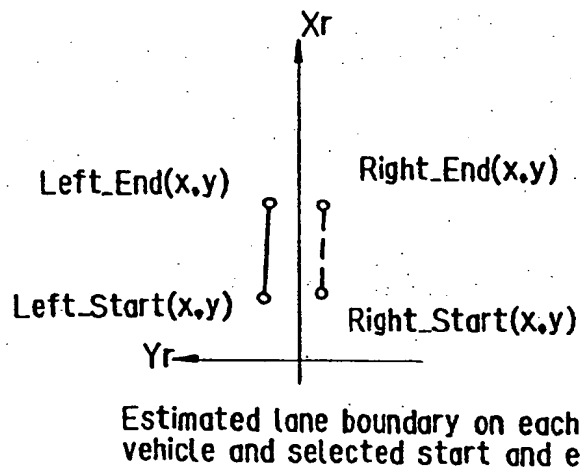 Xr
Left_End(x,y)
Right_End(x,y)
Left_Start(x,y)
Right_Start(x,y)
Yr
Estimated lane boundary on each
vehicle and selected start and e